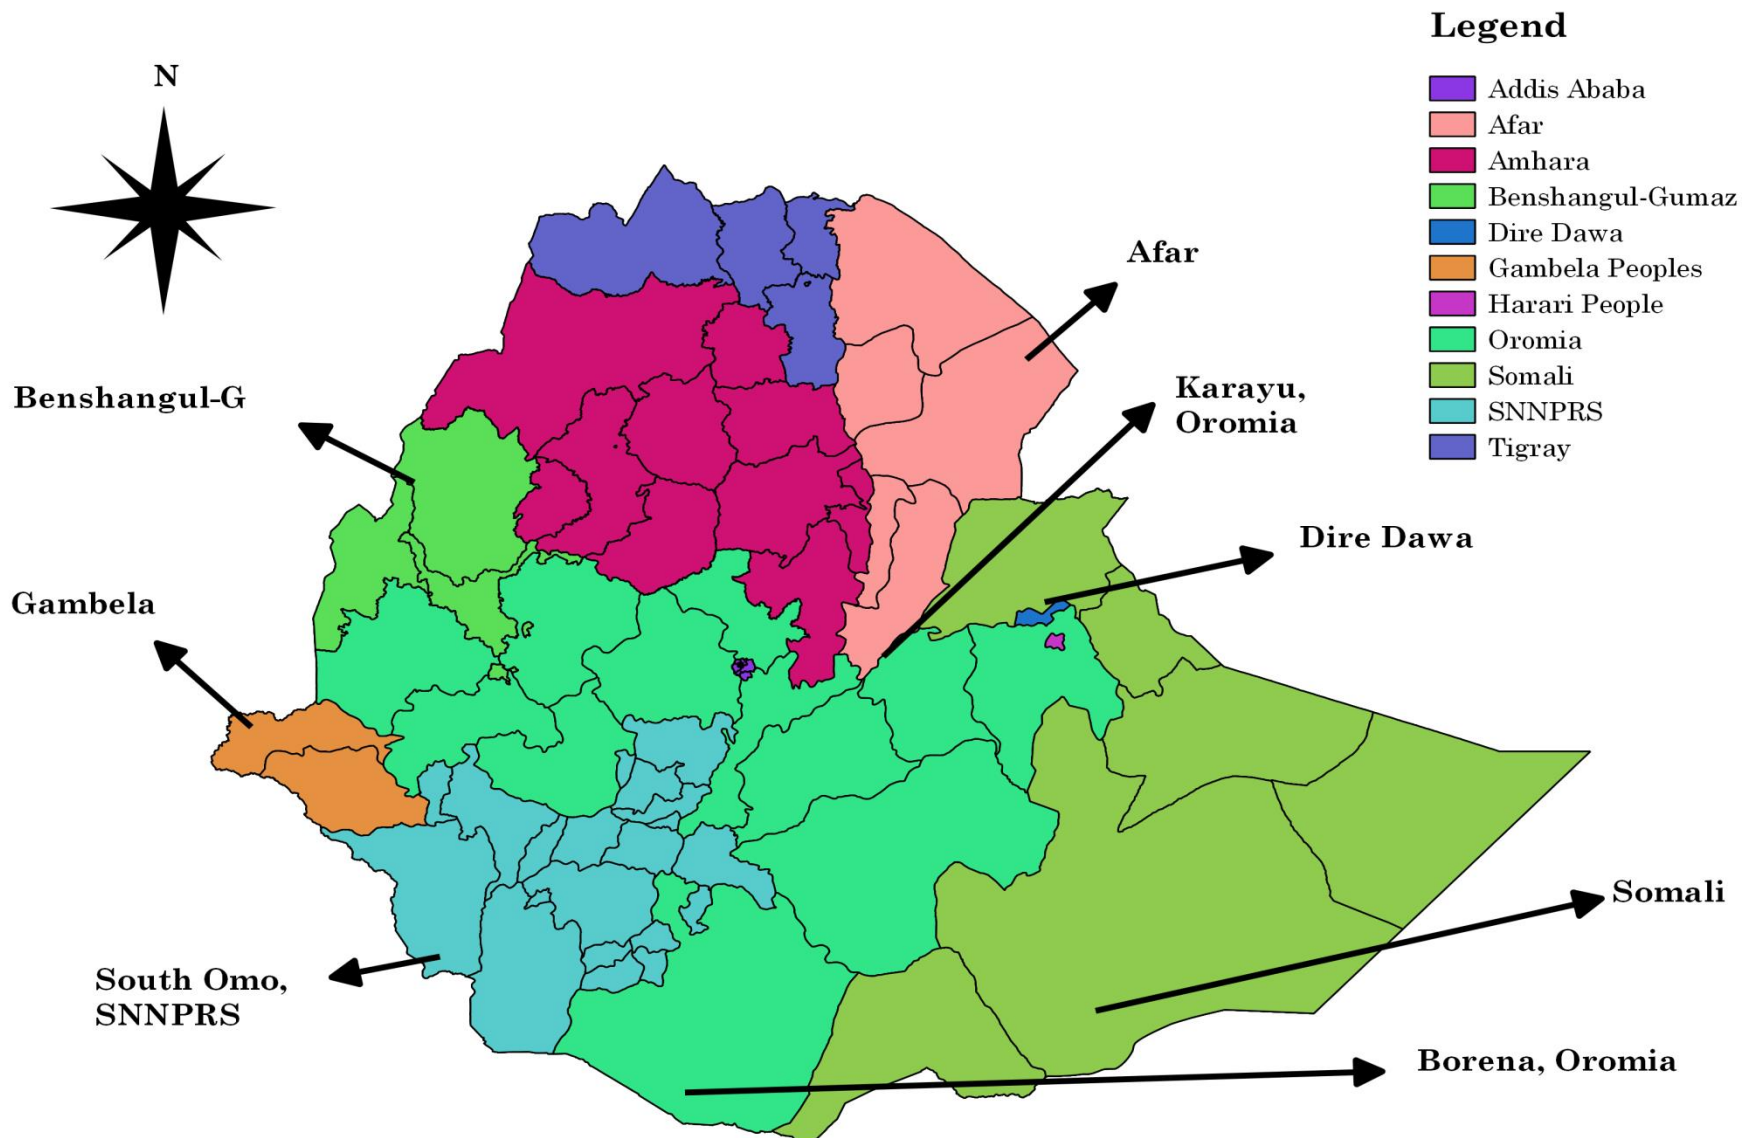 Legend
N
Addis Ababa
Afar
Amhara
Benshangul-Gumaz
Dire Dawa
Gambela Peoples
Harari People
Oromia
Somali
SNNPRS
Tigray
Afar
Karayu,
Oromia
Benshangul-G
Dire Dawa
Gambela
Somali
South Omo,
SNNPRS
Borena, Oromia